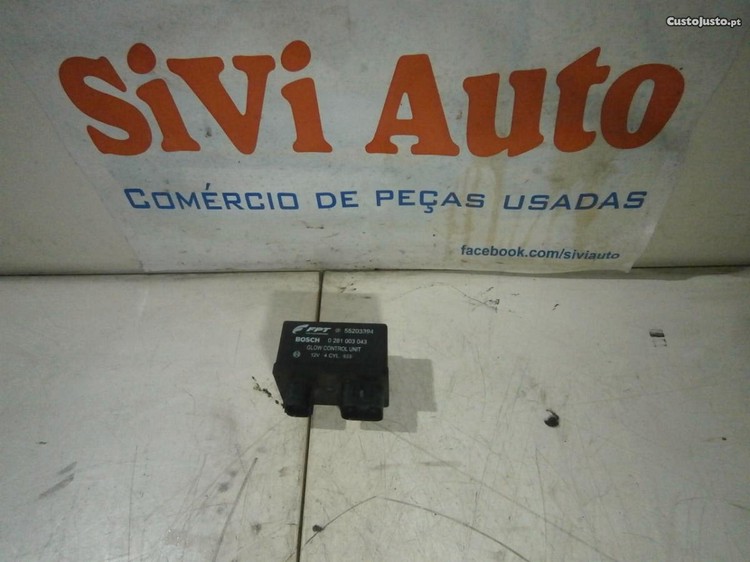 CustoJusto.pt
SiVi Auto
COMÉRCIO DE PEÇAS USADAS
facebook.com/siviauto
FPT 55203394
BOSCH 0 281 003 043
GLOW CONTROL UNIT
12V 4 CYL.